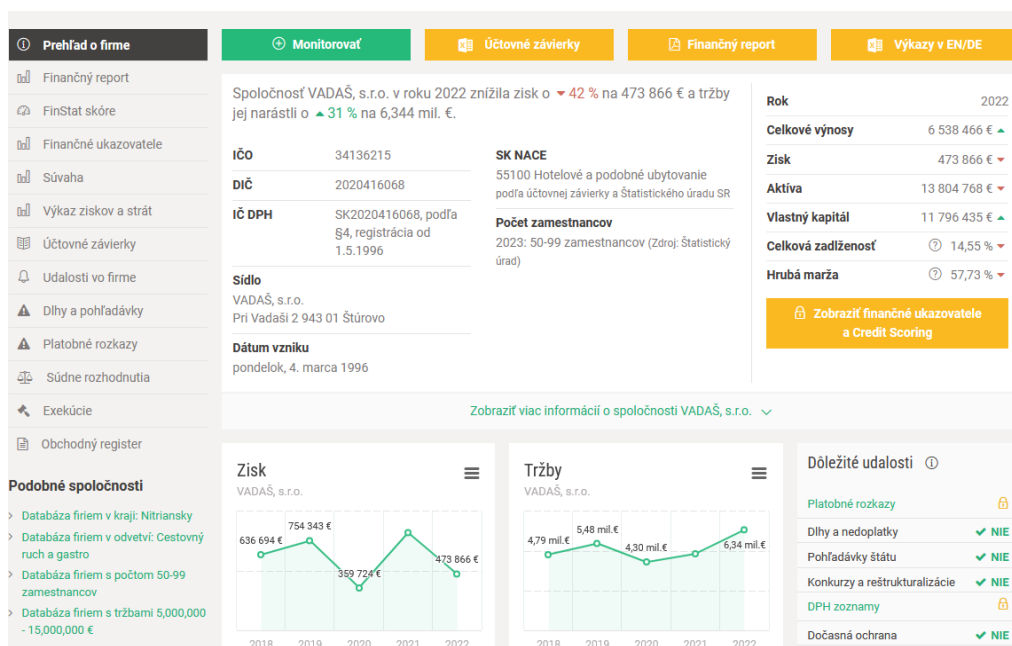 Prehľad o firme
Finančný report
FinStat skóre
Finančné ukazovatele
Súvaha
Výkaz ziskov a strát
Účtovné závierky
Udalosti vo firme
Dlhy a pohľadávky
Platobné rozkazy
Súdne rozhodnutia
Exekúcie
Obchodný register
Podobné spoločnosti
Databáza firiem v kraji: Nitriansky
Databáza firiem v odvetví: Cestovný
ruch a gastro
Databáza firiem s počtom 50-99
zamestnancov
Databáza firiem s tržbami 5,000,000
- 15,000,000 €
Monitorovať
Účtovné závierky
Finančný report
Výkazy v EN/DE
Spoločnosť VADAŠ, s.r.o. v roku 2022 znížila zisk o ▼ 42 % na 473 866 € a tržby
jej narástli o ▲ 31 % na 6,344 mil. €.
IČO 34136215
DIČ 2020416068
IČ DPH SK2020416068, podľa
§4, registrácia od
1.5.1996
Sídlo
VADAŠ, s.r.o.
Pri Vadaši 2 943 01 Štúrovo
Dátum vzniku
pondelok, 4. marca 1996
SK NACE
55100 Hotelové a podobné ubytovanie
podľa účtovnej závierky a Štatistického úradu SR
Počet zamestnancov
2023: 50-99 zamestnancov (Zdroj: Štatistický
úrad)
Rok 2022
Celkové výnosy 6 538 466 € ▲
Zisk 473 866 € ▼
Aktíva 13 804 768 € ▼
Vlastný kapitál 11 796 435 € ▲
Celková zadlženosť ? 14,55 % ▼
Hrubá marža ? 57,73 % ▼
Zobraziť finančné ukazovatele
a Credit Scoring
Zobraziť viac informácií o spoločnosti VADAŠ, s.r.o.
Zisk
VADAŠ, s.r.o.
636 694 €
754 343 €
359 724 €
473 866 €
2018 2019 2020 2021 2022
Tržby
VADAŠ, s.r.o.
4,79 mil.€
5,48 mil.€
4,30 mil.€
6,34 mil.€
2018 2019 2020 2021 2022
Dôležité udalosti
Platobné rozkazy
Dlhy a nedoplatky NIE
Pohľadávky štátu NIE
Konkurzy a reštrukturalizácie NIE
DPH zoznamy
Dočasná ochrana NIE